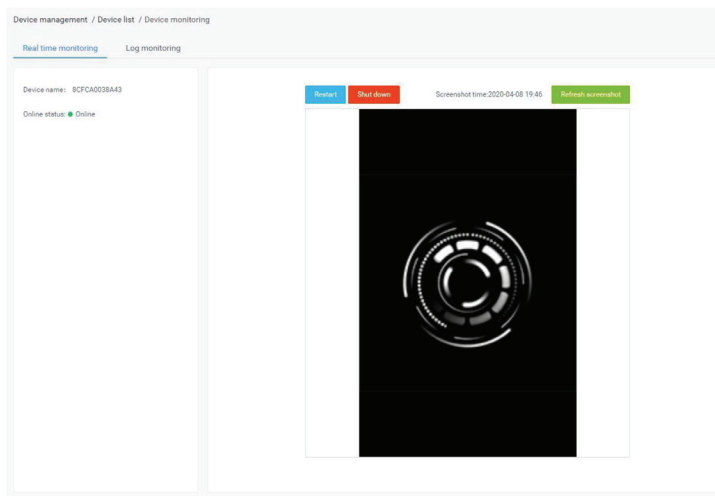 Device management / Device list / Device monitoring
Real time monitoring Log monitoring
Device name: 8CFCA0038A43
Online status: Online
Restart Shut down Screenshot time:2020-04-08 19:46 Refresh screenshot